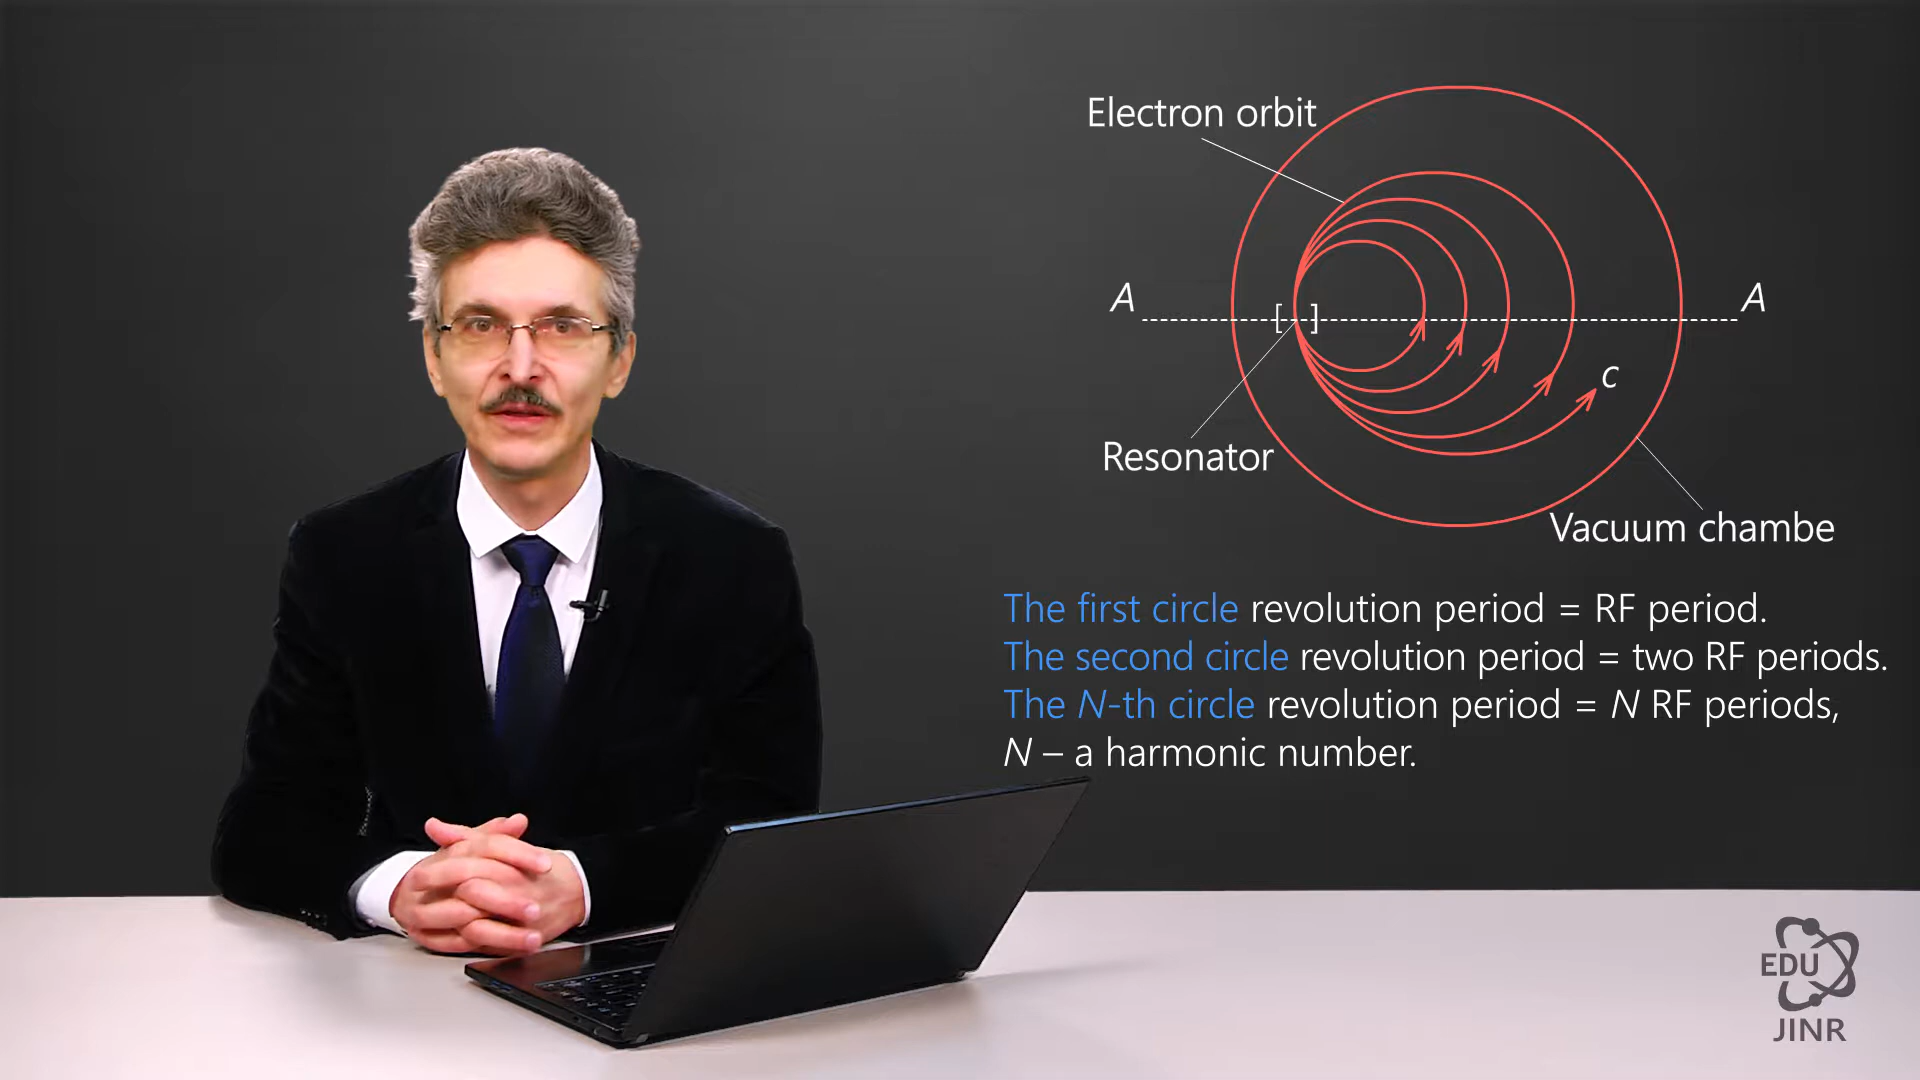 Electron orbit
A
A
[ ]
c
Resonator
Vacuum chambe
The first circle revolution period = RF period.
The second circle revolution period = two RF periods.
The N-th circle revolution period = N RF periods,
N – a harmonic number.
EDU
JINR